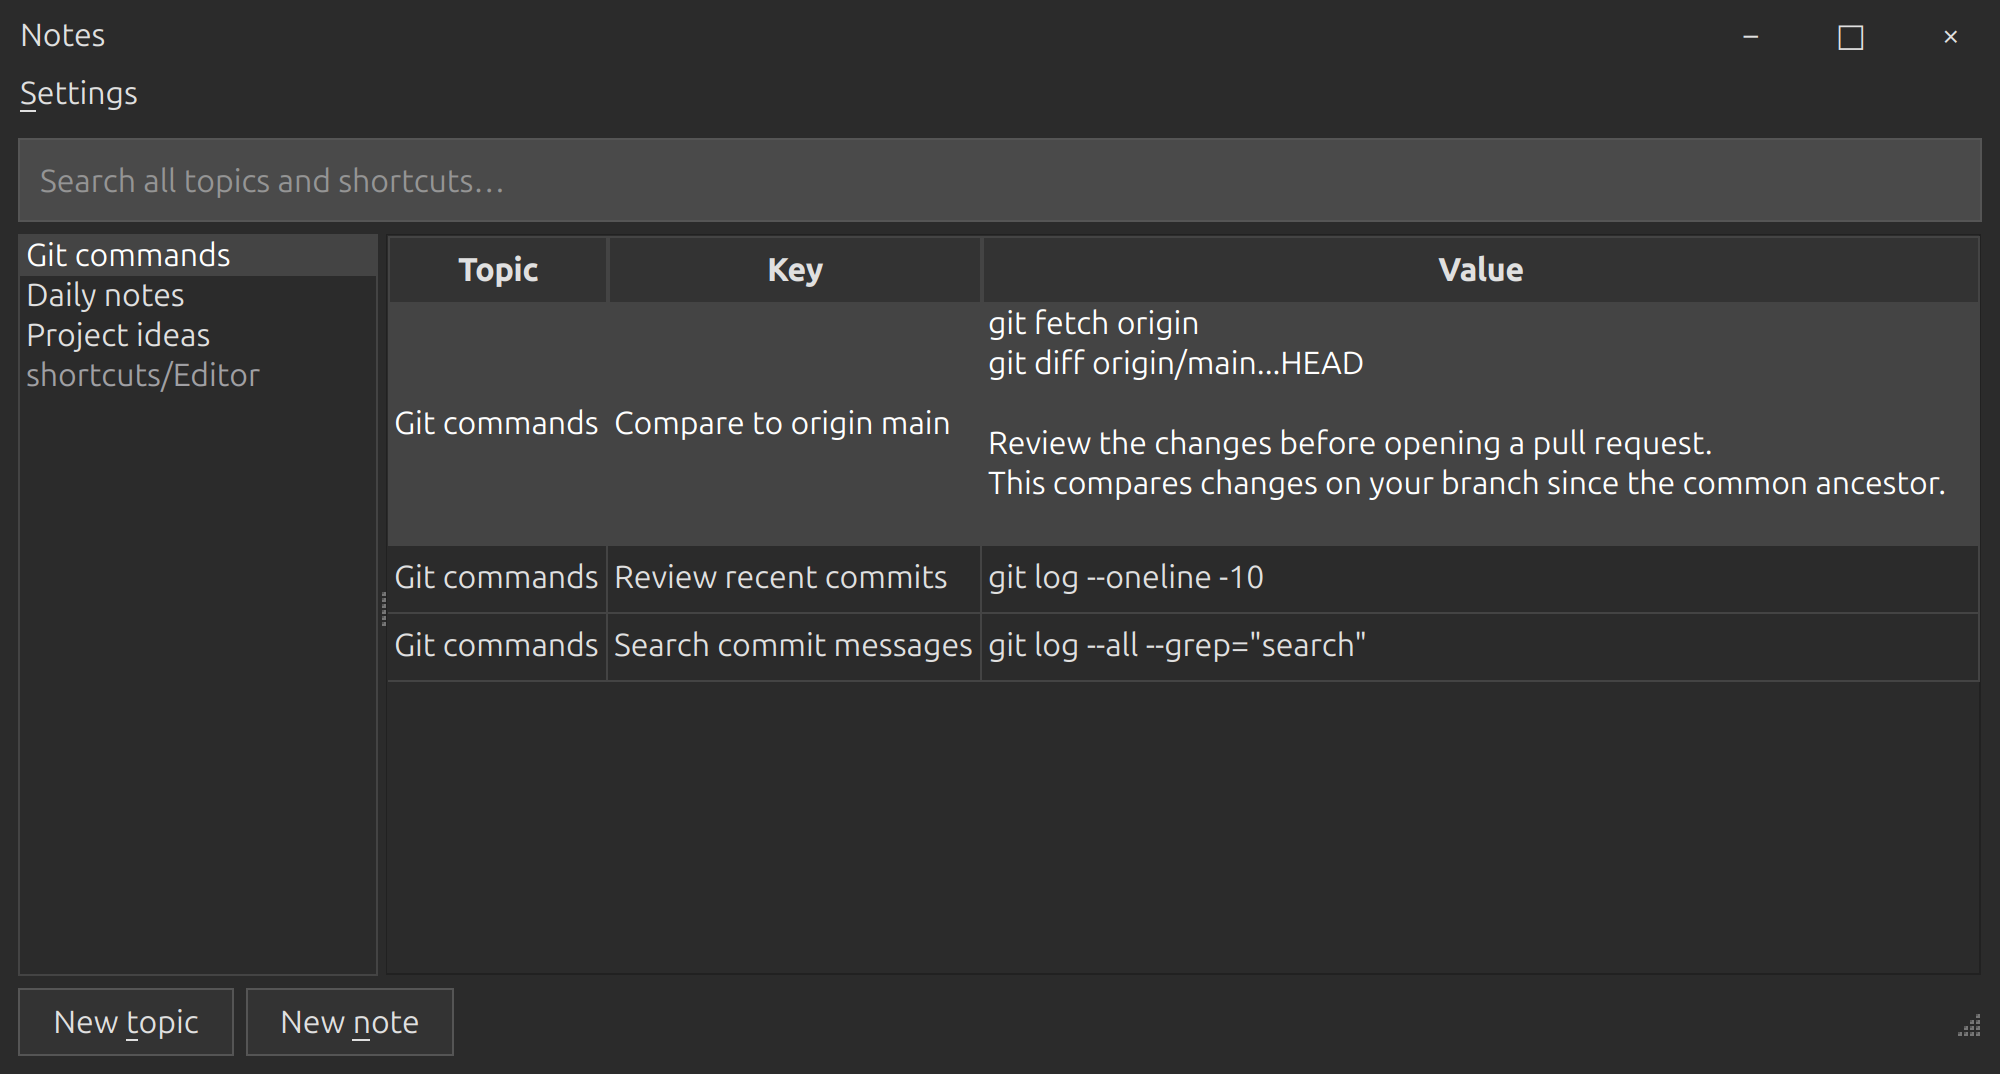 Notes
Settings
Search all topics and shortcuts…
Git commands
Daily notes
Project ideas
shortcuts/Editor
Topic Key Value
Git commands Compare to origin main
git fetch origin
git diff origin/main...HEAD
Review the changes before opening a pull request.
This compares changes on your branch since the common ancestor.
Git commands Review recent commits git log --oneline -10
Git commands Search commit messages git log --all --grep="search"
New topic New note